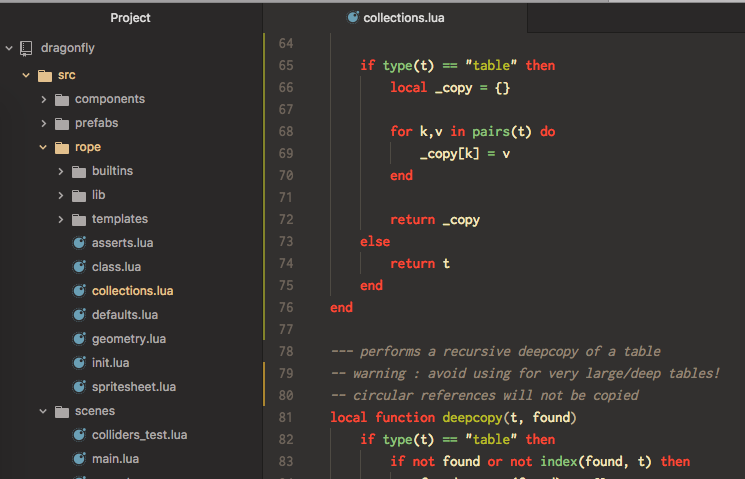 Project
dragonfly
src
components
prefabs
rope
builtins
lib
templates
asserts.lua
class.lua
collections.lua
defaults.lua
geometry.lua
init.lua
spritesheet.lua
scenes
colliders_test.lua
main.lua
collections.lua
64
65 if type(t) == "table" then
66 local _copy = {}
67
68 for k,v in pairs(t) do
69 _copy[k] = v
70 end
71
72 return _copy
73 else
74 return t
75 end
76 end
77
78 --- performs a recursive deepcopy of a table
79 -- warning : avoid using for very large/deep tables!
80 -- circular references will not be copied
81 local function deepcopy(t, found)
82 if type(t) == "table" then
83 if not found or not index(found, t) then